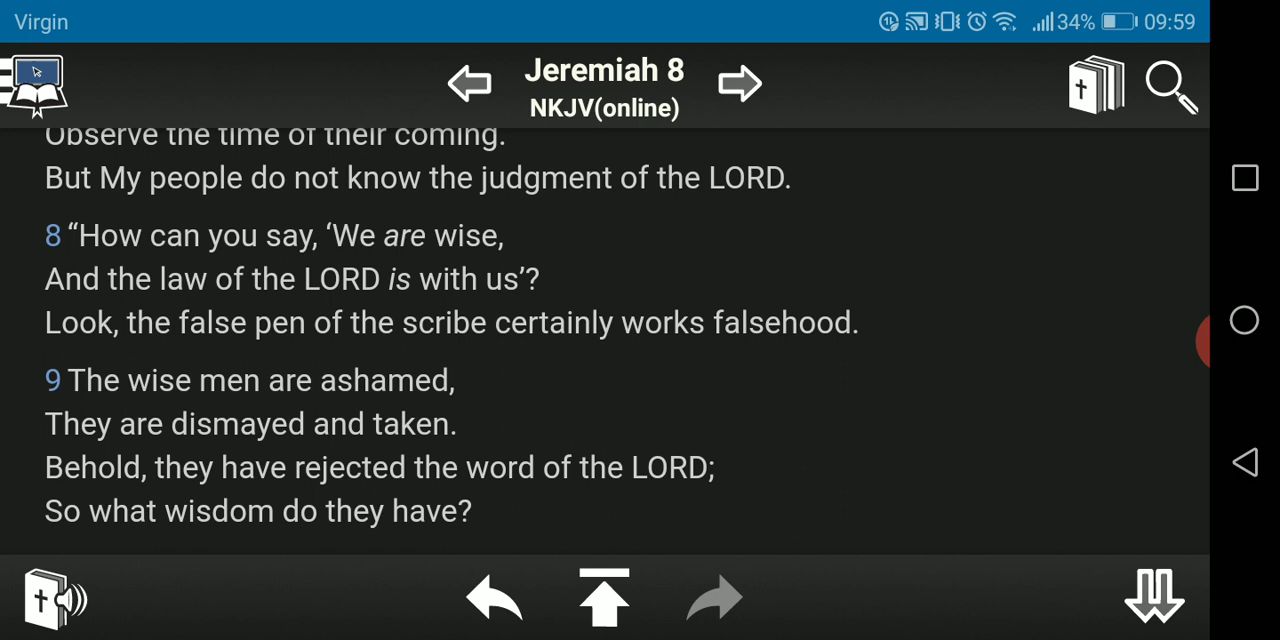 Virgin
34% 09:59
Jeremiah 8
NKJV(online)
Observe the time of their coming.
But My people do not know the judgment of the LORD.
8 “How can you say, ‘We are wise,
And the law of the LORD is with us’?
Look, the false pen of the scribe certainly works falsehood.
9 The wise men are ashamed,
They are dismayed and taken.
Behold, they have rejected the word of the LORD;
So what wisdom do they have?